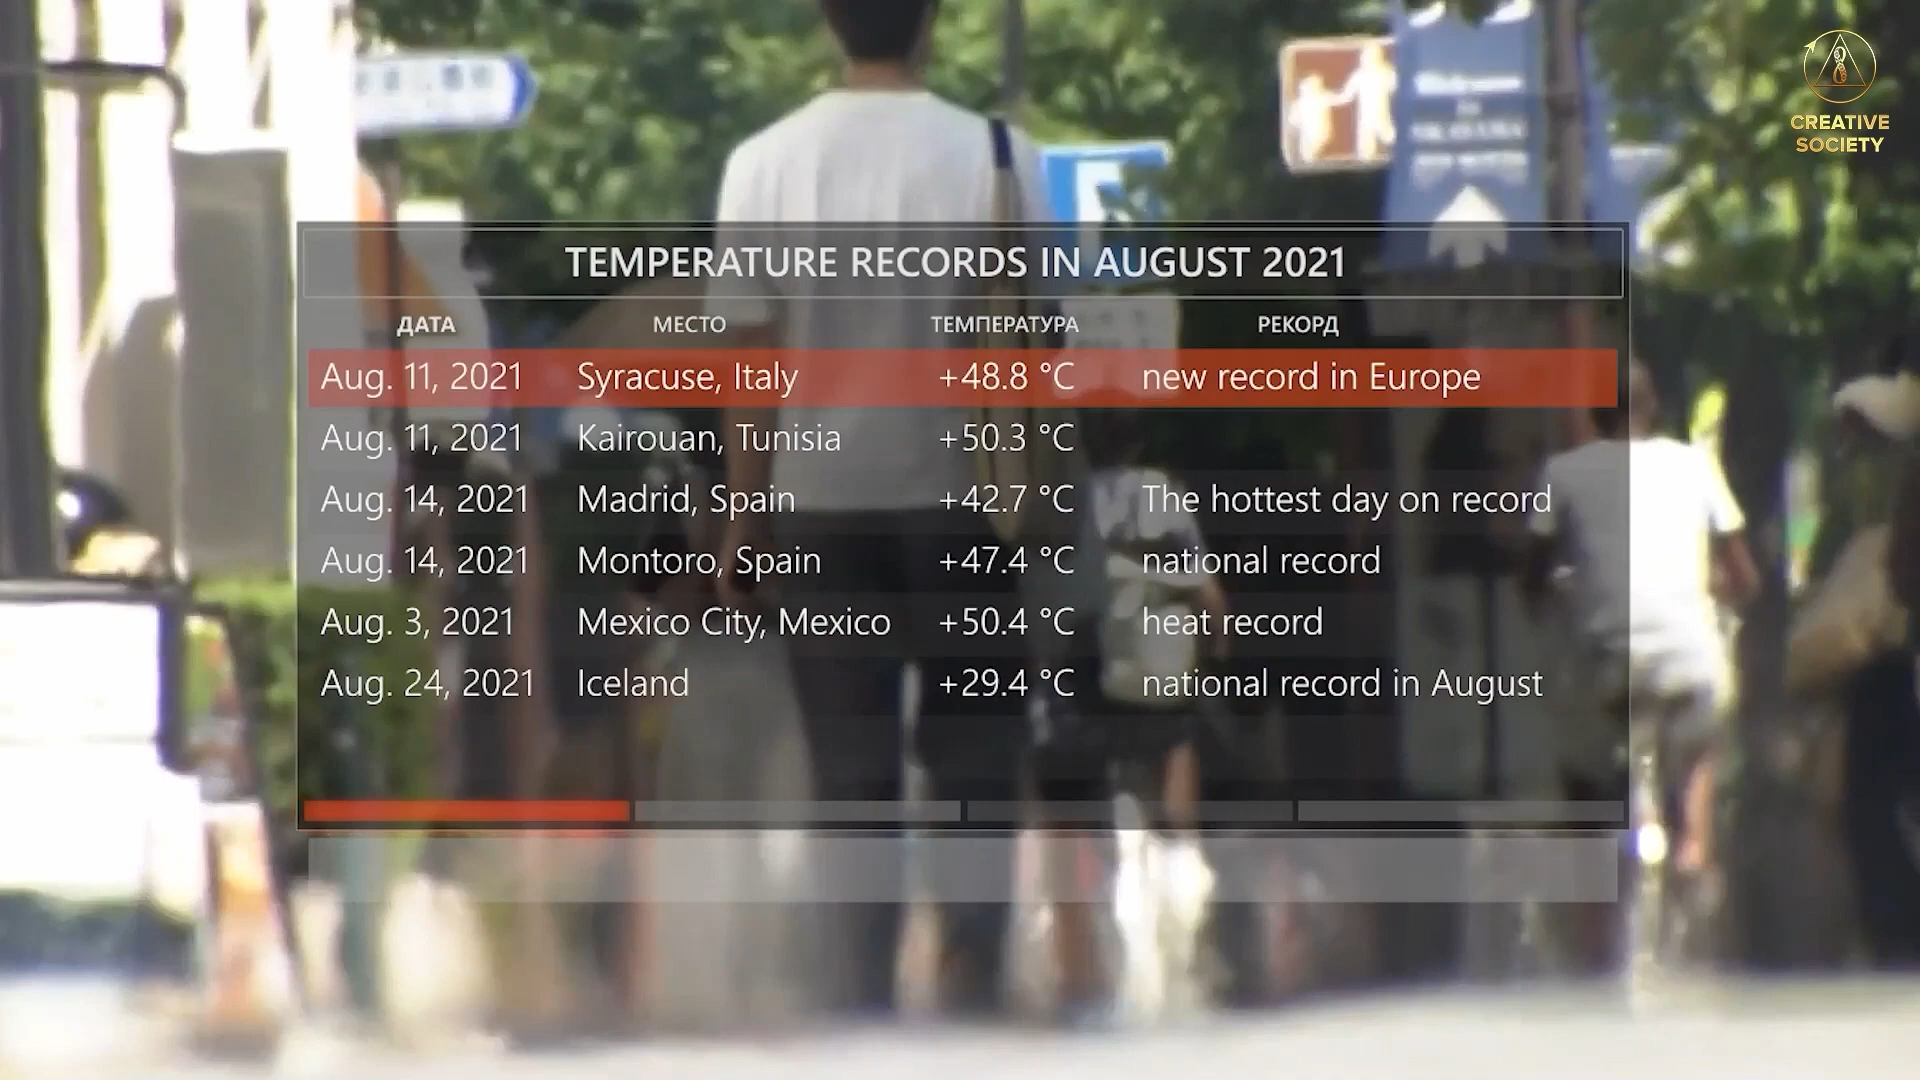 CREATIVE
SOCIETY
TEMPERATURE RECORDS IN AUGUST 2021
ДАТА МЕСТО ТЕМПЕРАТУРА РЕКОРД
Aug. 11, 2021 Syracuse, Italy +48.8 °C new record in Europe
Aug. 11, 2021 Kairouan, Tunisia +50.3 °C
Aug. 14, 2021 Madrid, Spain +42.7 °C The hottest day on record
Aug. 14, 2021 Montoro, Spain +47.4 °C national record
Aug. 3, 2021 Mexico City, Mexico +50.4 °C heat record
Aug. 24, 2021 Iceland +29.4 °C national record in August